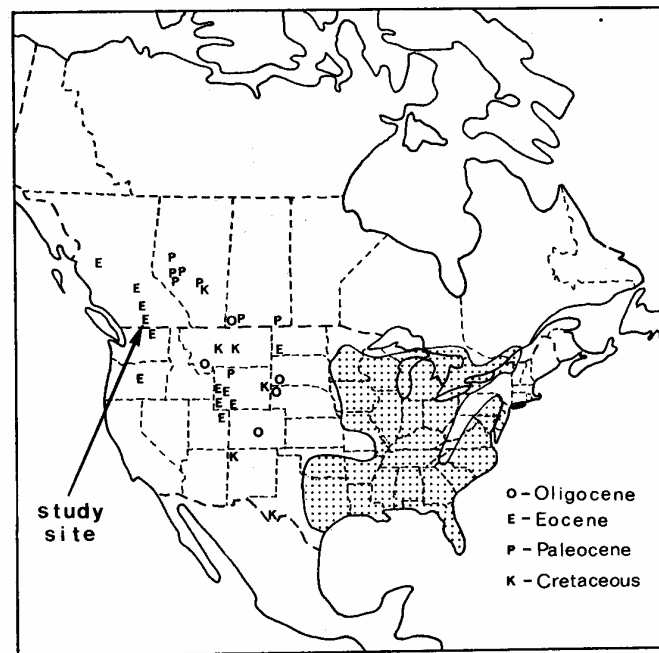 P
P P
E P P
E K
E
E O P P
E K K E
O P O
E E K O
E E E
E O
K
K
study
site
O - Oligocene
E - Eocene
P - Paleocene
K - Cretaceous